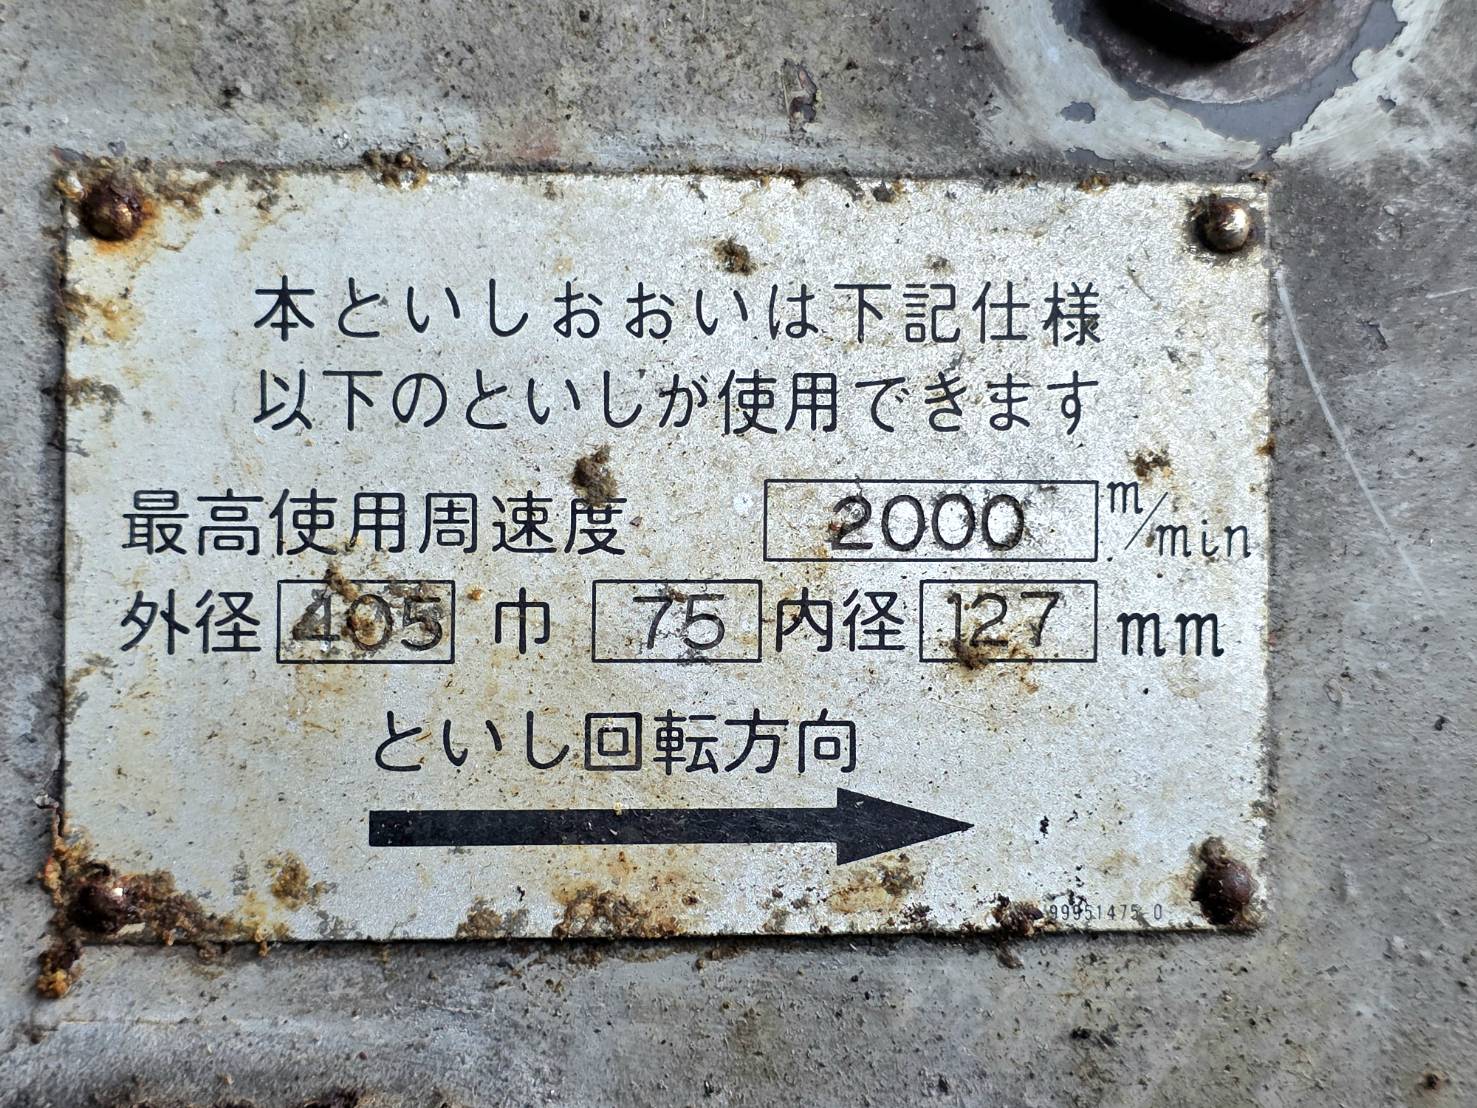 本といしおおいは下記仕様
以下のといしが使用できます
最高使用周速度 2000 m/min
外径 405 巾 75 内径 127 mm
といし回転方向
99951475-0